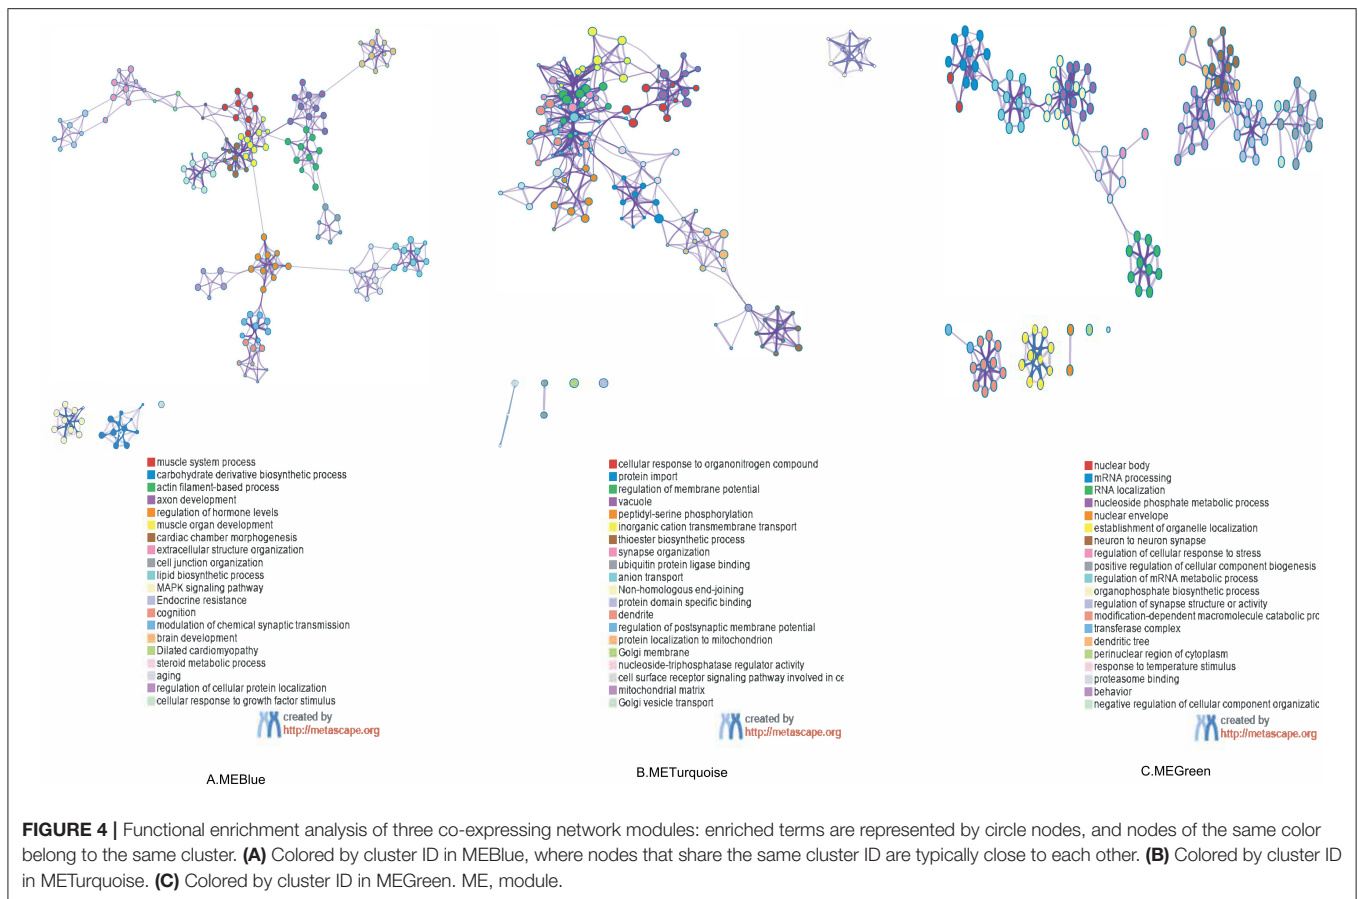 muscle system process
carbohydrate derivative biosynthetic process
actin filament-based process
axon development
regulation of hormone levels
muscle organ development
cardiac chamber morphogenesis
extracellular structure organization
cell junction organization
lipid biosynthetic process
MAPK signaling pathway
Endocrine resistance
cognition
modulation of chemical synaptic transmission
brain development
Dilated cardiomyopathy
steroid metabolic process
aging
regulation of cellular protein localization
cellular response to growth factor stimulus
created by
http://metascape.org
A.MEBlue
cellular response to organonitrogen compound
protein import
regulation of membrane potential
vacuole
peptidyl-serine phosphorylation
inorganic cation transmembrane transport
thioester biosynthetic process
synapse organization
ubiquitin protein ligase binding
anion transport
Non-homologous end-joining
protein domain specific binding
dendrite
regulation of postsynaptic membrane potential
protein localization to mitochondrion
Golgi membrane
nucleoside-triphosphatase regulator activity
cell surface receptor signaling pathway involved in ce
mitochondrial matrix
Golgi vesicle transport
created by
http://metascape.org
B.METurquoise
nuclear body
mRNA processing
RNA localization
nucleoside phosphate metabolic process
nuclear envelope
establishment of organelle localization
neuron to neuron synapse
regulation of cellular response to stress
positive regulation of cellular component biogenesis
regulation of mRNA metabolic process
organophosphate biosynthetic process
regulation of synapse structure or activity
modification-dependent macromolecule catabolic prc
transferase complex
dendritic tree
perinuclear region of cytoplasm
response to temperature stimulus
proteasome binding
behavior
negative regulation of cellular component organizatic
created by
http://metascape.org
C.MEGreen
FIGURE 4 | Functional enrichment analysis of three co-expressing network modules: enriched terms are represented by circle nodes, and nodes of the same color
belong to the same cluster. (A) Colored by cluster ID in MEBlue, where nodes that share the same cluster ID are typically close to each other. (B) Colored by cluster ID
in METurquoise. (C) Colored by cluster ID in MEGreen. ME, module.